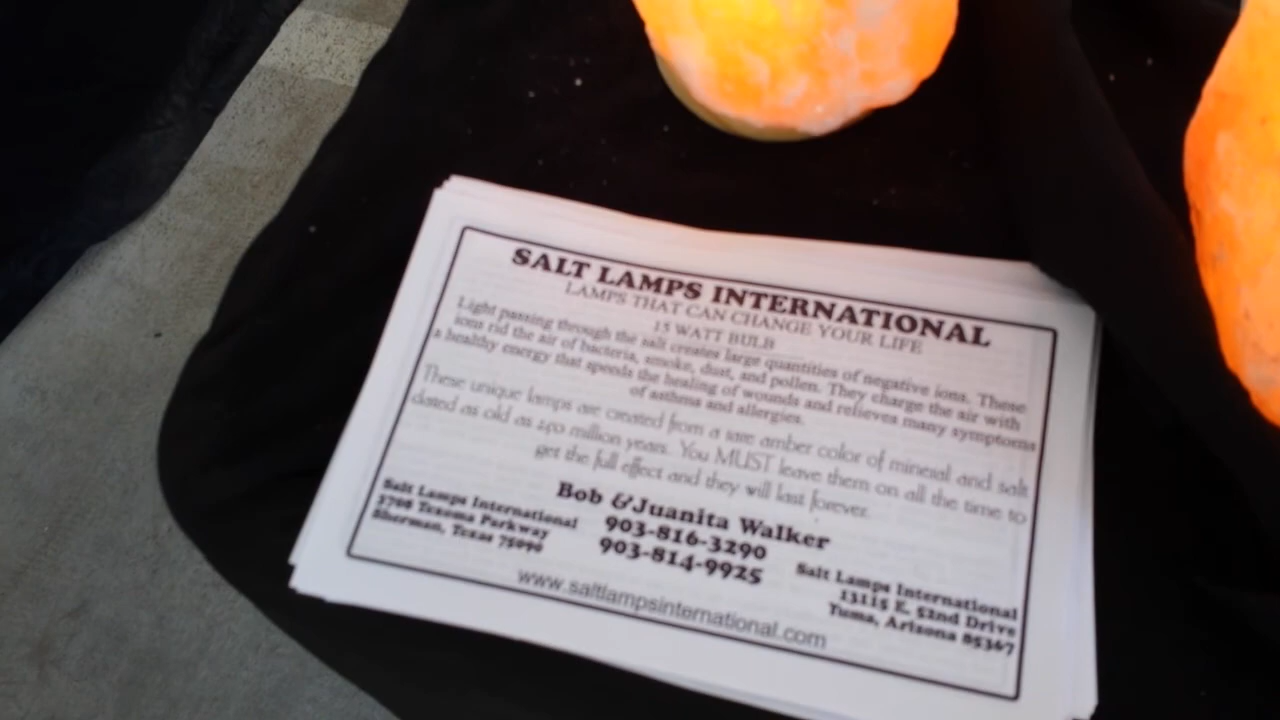 SALT LAMPS INTERNATIONAL
LAMPS THAT CAN CHANGE YOUR LIFE
15 WATT BULB
Light passing through the salt creates large quantities of negative ions. These
ions rid the air of bacteria, smoke, dust, and pollen. They charge the air with
a healthy energy that speeds the healing of wounds and relieves many symptoms
of asthma and allergies.
These unique lamps are created from a rare amber color of mineral and salt
dated as old as 240 million years. You MUST leave them on all the time to
get the full effect and they will last forever.
Bob & Juanita Walker
903-816-3290
903-814-9925
Salt Lamps International
3700 Texoma Parkway
Sherman, Texas 75090
Salt Lamps International
13115 E. 52nd Drive
Yuma, Arizona 85367
www.saltlampsinternational.com